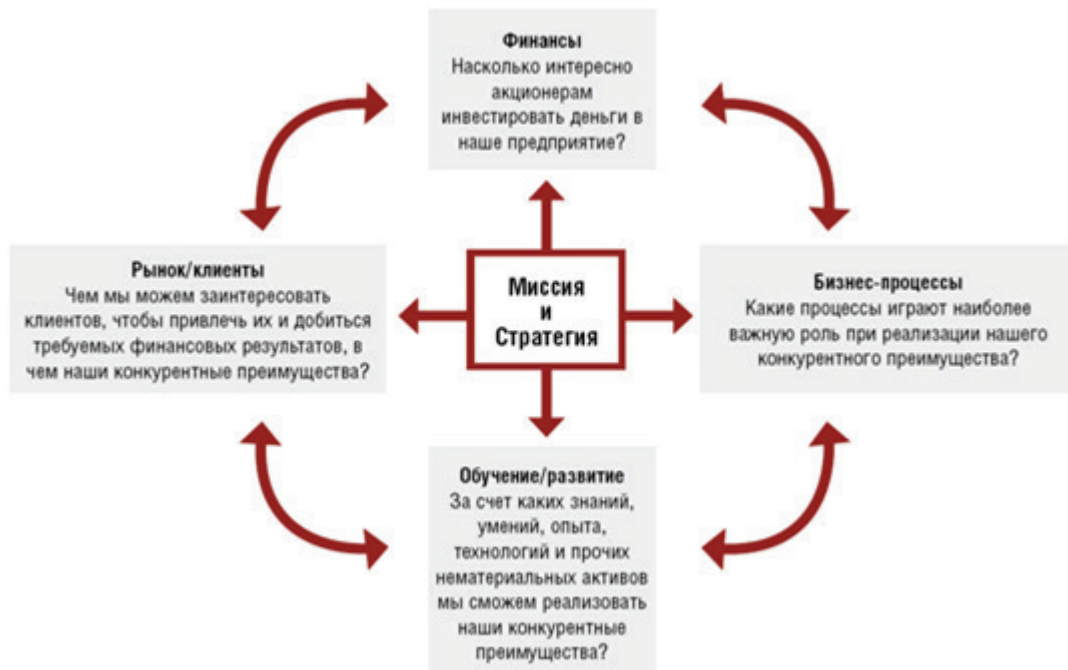 Финансы
Насколько интересно
акционерам
инвестировать деньги в
наше предприятие?
Рынок/клиенты
Чем мы можем заинтересовать
клиентов, чтобы привлечь их и добиться
требуемых финансовых результатов, в
чем наши конкурентные преимущества?
Миссия
и
Стратегия
Бизнес-процессы
Какие процессы играют наиболее
важную роль при реализации нашего
конкурентного преимущества?
Обучение/развитие
За счет каких знаний,
умений, опыта,
технологий и прочих
нематериальных активов
мы сможем реализовать
наши конкурентные
преимущества?